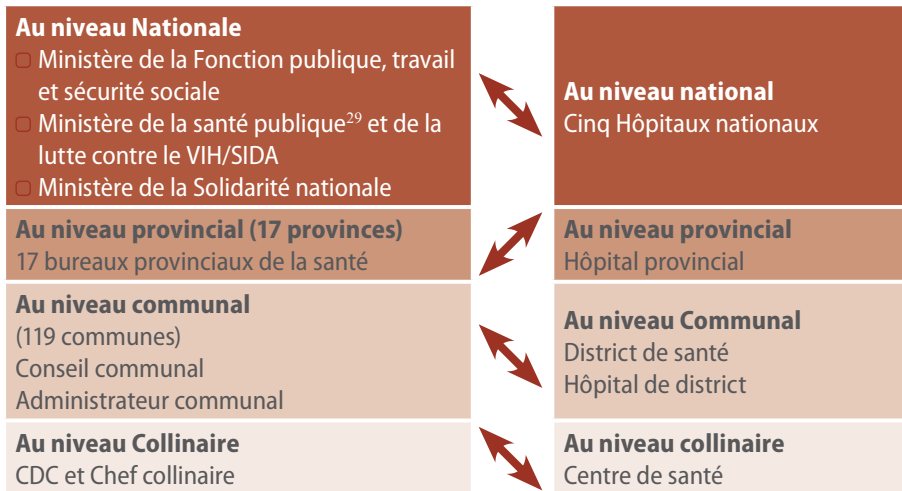 Au niveau Nationale
Ministère de la Fonction publique, travail
et sécurité sociale
Ministère de la santé publique²⁹ et de la
lutte contre le VIH/SIDA
Ministère de la Solidarité nationale
Au niveau national
Cinq Hôpitaux nationaux
Au niveau provincial (17 provinces)
17 bureaux provinciaux de la santé
Au niveau provincial
Hôpital provincial
Au niveau communal
(119 communes)
Conseil communal
Administrateur communal
Au niveau Communal
District de santé
Hôpital de district
Au niveau Collinaire
CDC et Chef collinaire
Au niveau collinaire
Centre de santé